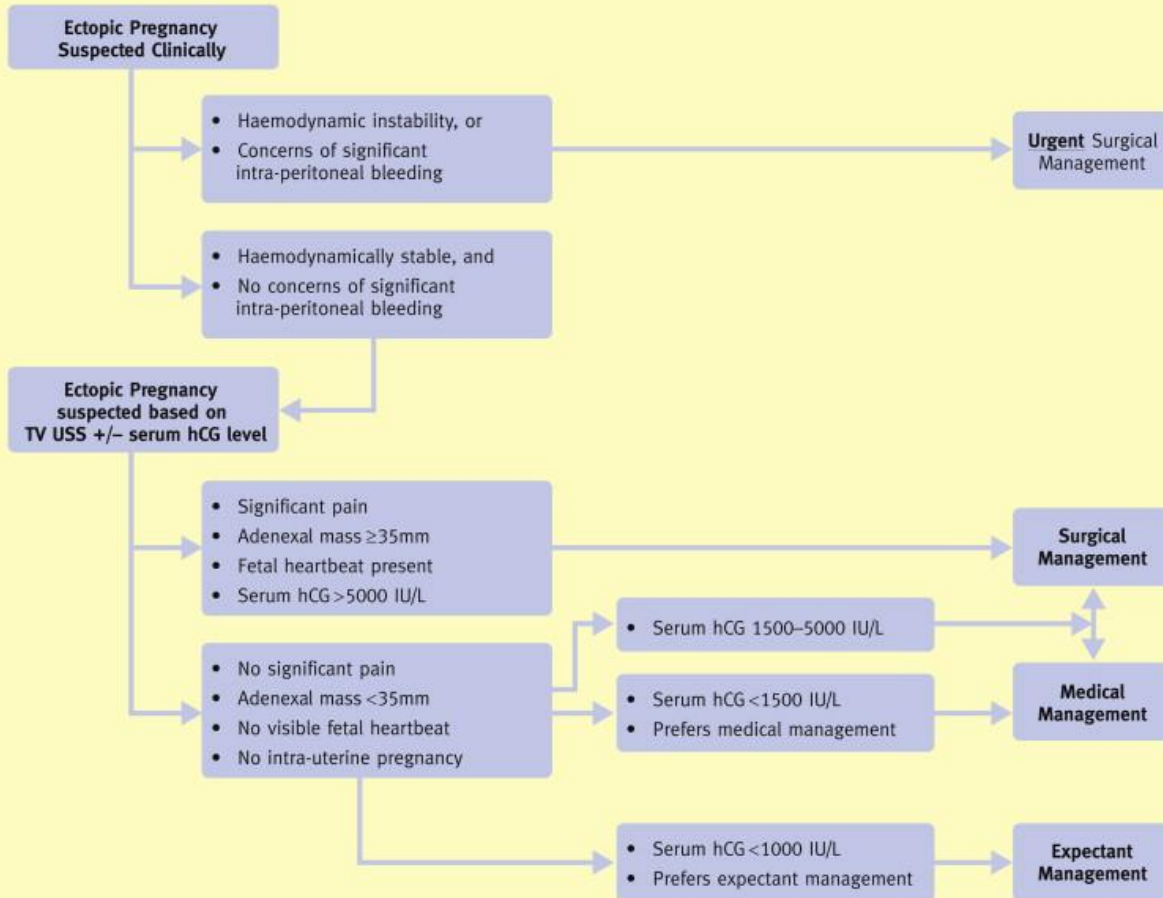 Ectopic Pregnancy
Suspected Clinically
• Haemodynamic instability, or
• Concerns of significant
intra-peritoneal bleeding
Urgent Surgical
Management
• Haemodynamically stable, and
• No concerns of significant
intra-peritoneal bleeding
Ectopic Pregnancy
suspected based on
TV USS +/– serum hCG level
• Significant pain
• Adenexal mass ≥35mm
• Fetal heartbeat present
• Serum hCG >5000 IU/L
Surgical
Management
• Serum hCG 1500–5000 IU/L
• No significant pain
• Adenexal mass <35mm
• No visible fetal heartbeat
• No intra-uterine pregnancy
• Serum hCG <1500 IU/L
• Prefers medical management
Medical
Management
• Serum hCG <1000 IU/L
• Prefers expectant management
Expectant
Management